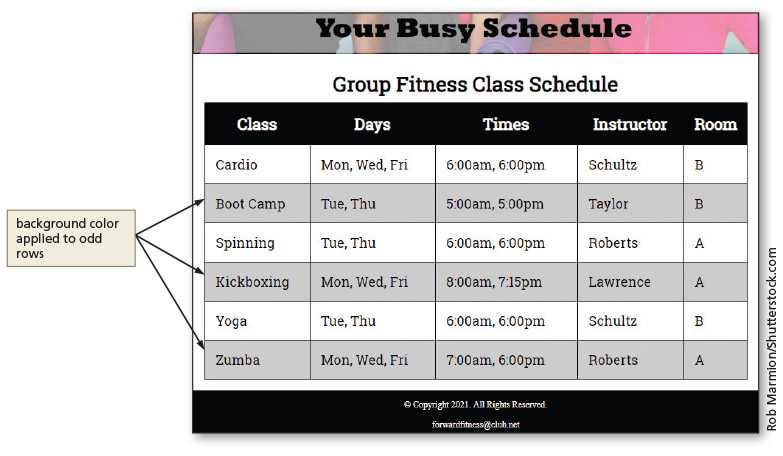 Your Busy Schedule
Group Fitness Class Schedule
Class Days Times Instructor Room
Cardio Mon, Wed, Fri 6:00am, 6:00pm Schultz B
Boot Camp Tue, Thu 5:00am, 5:00pm Taylor B
Spinning Tue, Thu 6:00am, 6:00pm Roberts A
Kickboxing Mon, Wed, Fri 8:00am, 7:15pm Lawrence A
Yoga Tue, Thu 6:00am, 6:00pm Schultz B
Zumba Mon, Wed, Fri 7:00am, 6:00pm Roberts A
© Copyright 2021. All Rights Reserved.
forwardfitness@club.net
background color
applied to odd
rows
Rob Marmion/Shutterstock.com